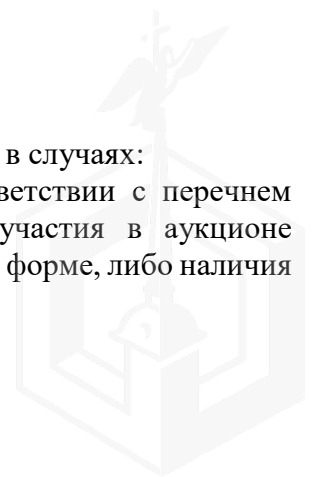 в случаях:
ветствии с перечнем
участия в аукционе
форме, либо наличия